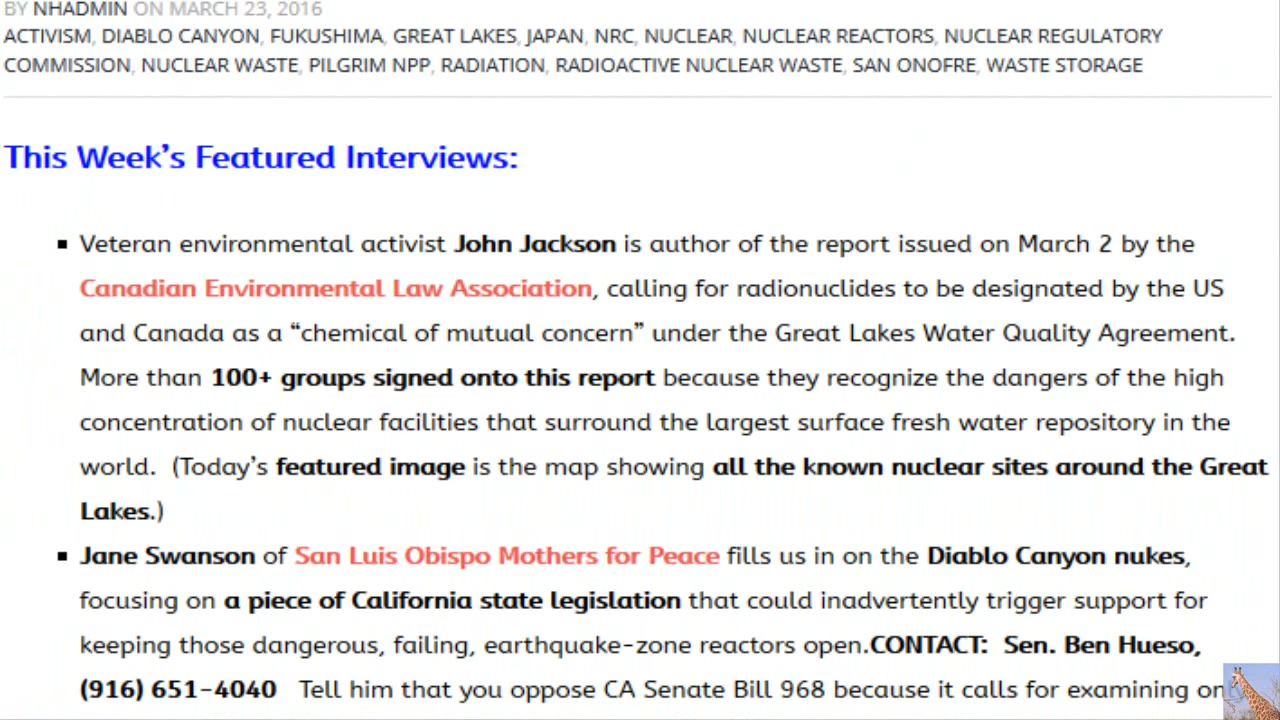 BY NHADMIN ON MARCH 23, 2016
ACTIVISM, DIABLO CANYON, FUKUSHIMA, GREAT LAKES, JAPAN, NRC, NUCLEAR, NUCLEAR REACTORS, NUCLEAR REGULATORY
COMMISSION, NUCLEAR WASTE, PILGRIM NPP, RADIATION, RADIOACTIVE NUCLEAR WASTE, SAN ONOFRE, WASTE STORAGE
This Week’s Featured Interviews:
▪ Veteran environmental activist John Jackson is author of the report issued on March 2 by the
Canadian Environmental Law Association, calling for radionuclides to be designated by the US
and Canada as a “chemical of mutual concern” under the Great Lakes Water Quality Agreement.
More than 100+ groups signed onto this report because they recognize the dangers of the high
concentration of nuclear facilities that surround the largest surface fresh water repository in the
world.  (Today’s featured image is the map showing all the known nuclear sites around the Great
Lakes.)
▪ Jane Swanson of San Luis Obispo Mothers for Peace fills us in on the Diablo Canyon nukes,
focusing on a piece of California state legislation that could inadvertently trigger support for
keeping those dangerous, failing, earthquake-zone reactors open.CONTACT:  Sen. Ben Hueso,
(916) 651-4040   Tell him that you oppose CA Senate Bill 968 because it calls for examining